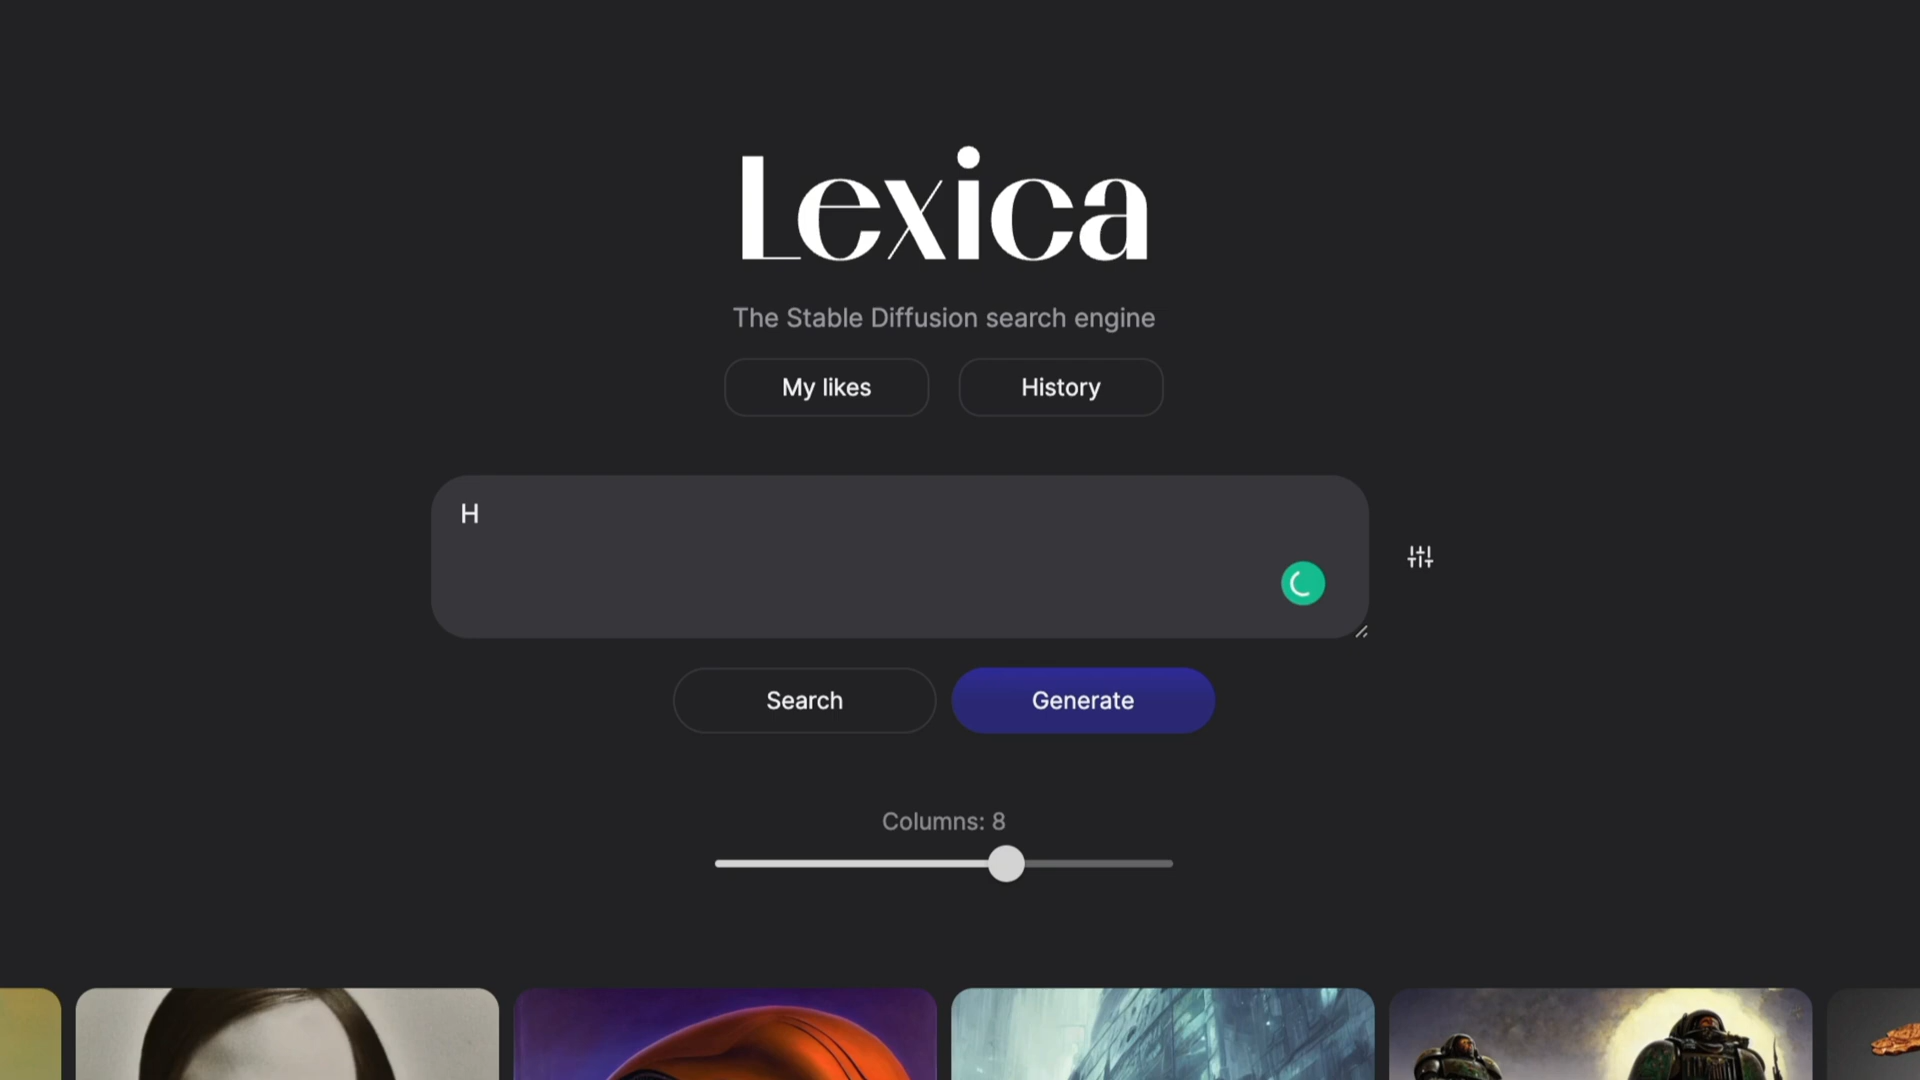 Lexica
The Stable Diffusion search engine
My likes
History
H
Search
Generate
Columns: 8